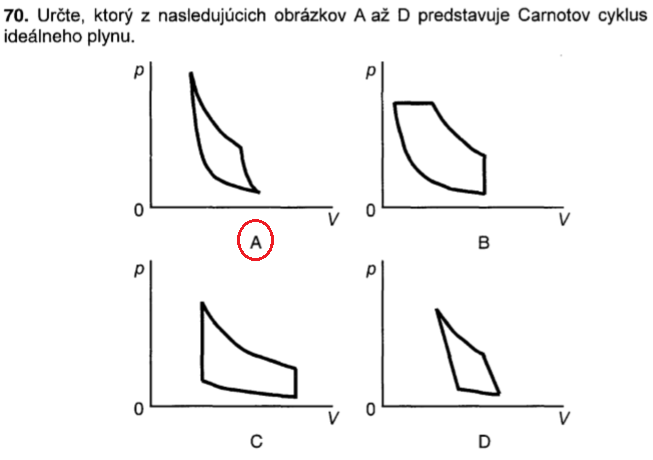 70. Určte, ktorý z nasledujúcich obrázkov A až D predstavuje Carnotov cyklus
ideálneho plynu.
p
0
V
A
p
0
V
B
p
0
V
C
p
0
V
D